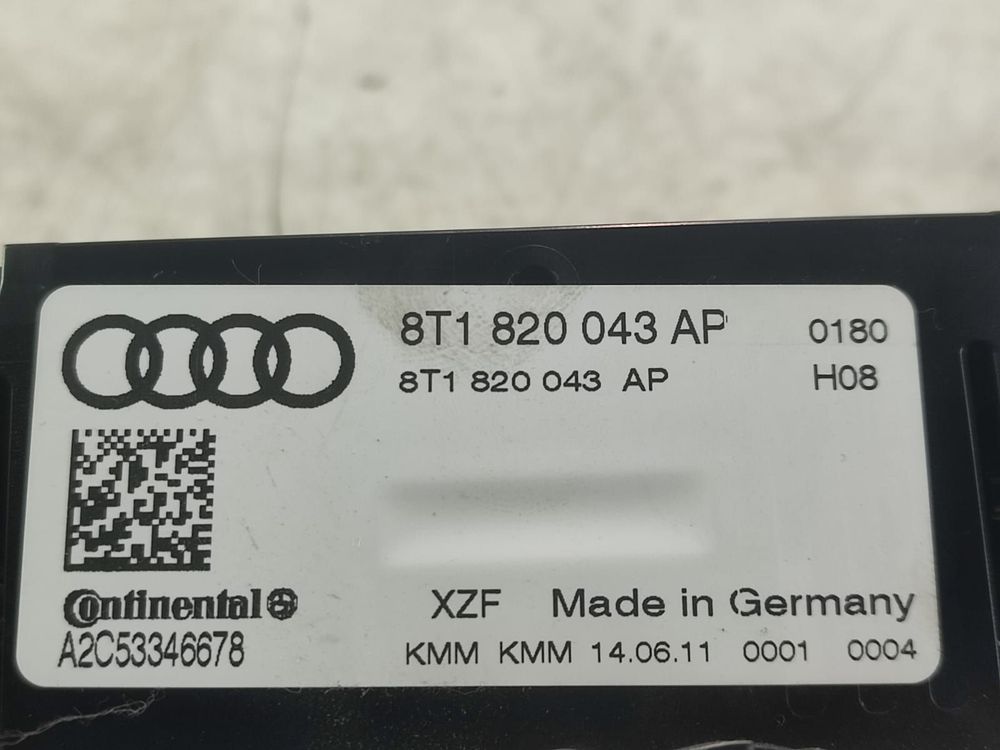 8T1 820 043 AP 0180
8T1 820 043 AP H08
Continental
XZF Made in Germany
A2C53346678
KMM KMM 14.06.11 0001 0004